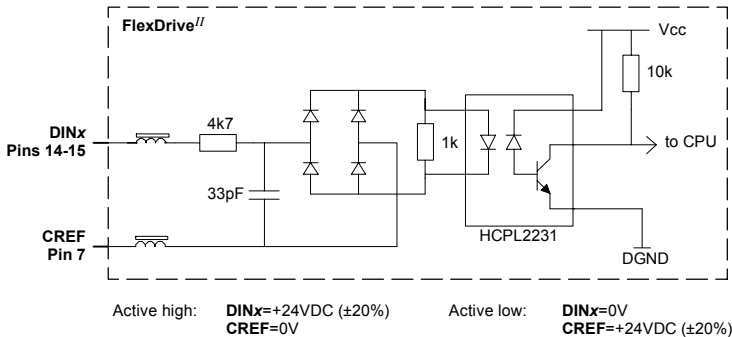 FlexDrive II
Vcc
10k
4k7
DINx
Pins 14-15
1k
to CPU
33pF
CREF
Pin 7
HCPL2231
DGND
Active high: DINx=+24VDC (±20%) Active low: DINx=0V
CREF=0V CREF=+24VDC (±20%)